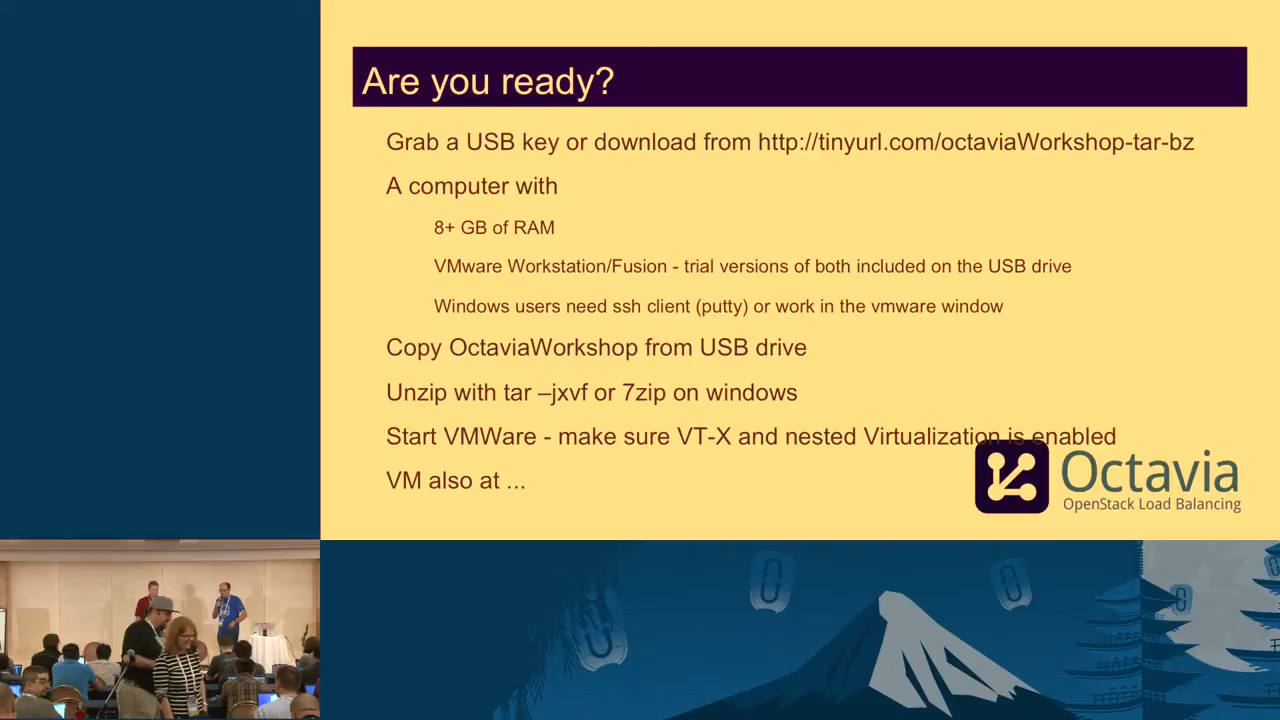 Are you ready?
Grab a USB key or download from http://tinyurl.com/octaviaWorkshop-tar-bz
A computer with
8+ GB of RAM
VMware Workstation/Fusion - trial versions of both included on the USB drive
Windows users need ssh client (putty) or work in the vmware window
Copy OctaviaWorkshop from USB drive
Unzip with tar –jxvf or 7zip on windows
Start VMWare - make sure VT-X and nested Virtualization is enabled
VM also at ...
Octavia
OpenStack Load Balancing